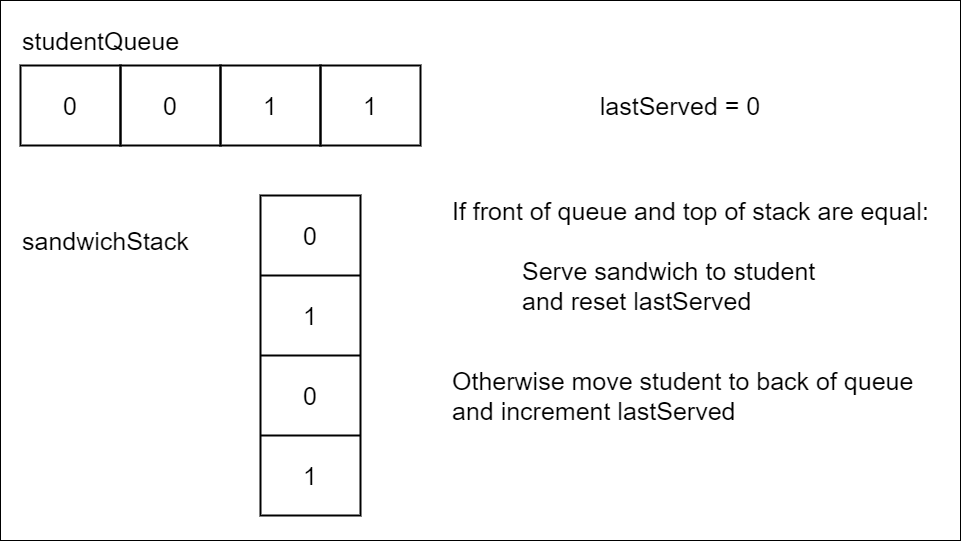 studentQueue
0 0 1 1
lastServed = 0
sandwichStack
0
1
0
1
If front of queue and top of stack are equal:
Serve sandwich to student
and reset lastServed
Otherwise move student to back of queue
and increment lastServed